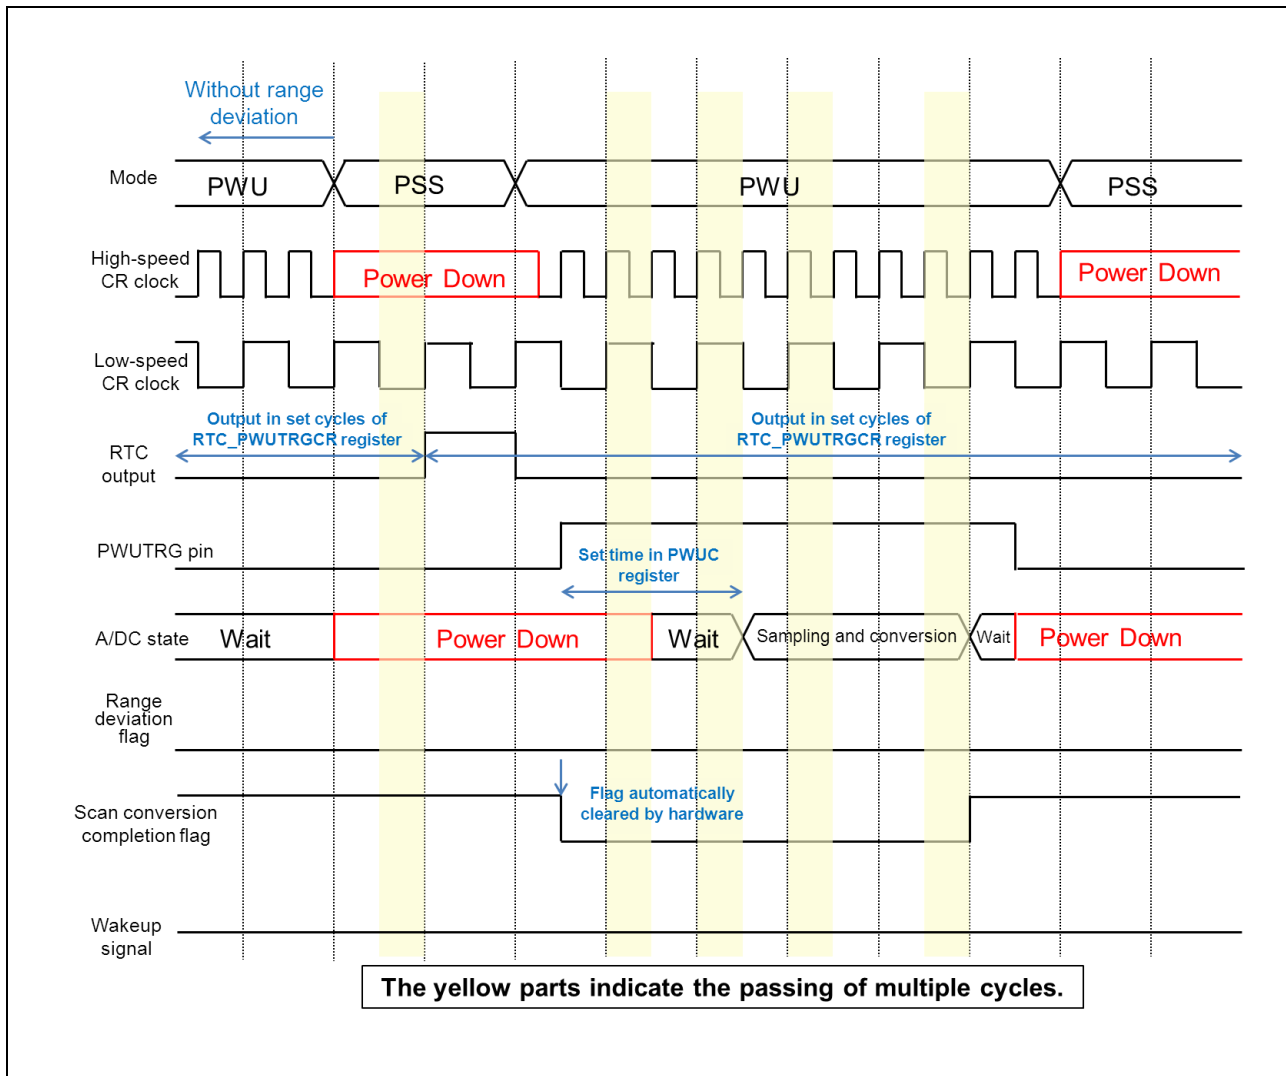 Without range
deviation
Mode
PWU
PSS
PWU
PSS
High-speed
CR clock
Power Down
Power Down
Low-speed
CR clock
Output in set cycles of
RTC_PWUTRGCR register
Output in set cycles of
RTC_PWUTRGCR register
RTC
output
PWUTRG pin
Set time in PWUC
register
A/DC state
Wait
Power Down
Wait
Sampling and conversion
Wait
Power Down
Range
deviation
flag
Scan conversion
completion flag
Flag automatically
cleared by hardware
Wakeup
signal
The yellow parts indicate the passing of multiple cycles.